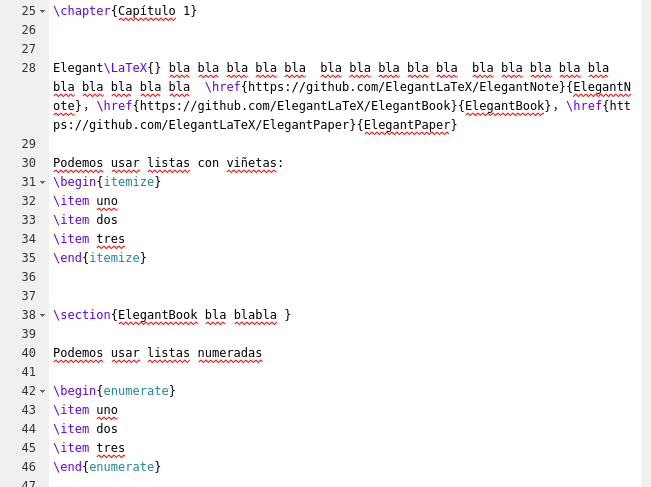 25 \chapter{Capítulo 1}
26
27
28 Elegant\LaTeX{} bla bla bla bla bla  bla bla bla bla bla  bla bla bla bla bla
bla bla bla bla bla  \href{https://github.com/ElegantLaTeX/ElegantNote}{ElegantN
ote}, \href{https://github.com/ElegantLaTeX/ElegantBook}{ElegantBook}, \href{htt
ps://github.com/ElegantLaTeX/ElegantPaper}{ElegantPaper}
29
30 Podemos usar listas con viñetas:
31 \begin{itemize}
32 \item uno
33 \item dos
34 \item tres
35 \end{itemize}
36
37
38 \section{ElegantBook bla blabla }
39
40 Podemos usar listas numeradas
41
42 \begin{enumerate}
43 \item uno
44 \item dos
45 \item tres
46 \end{enumerate}
47